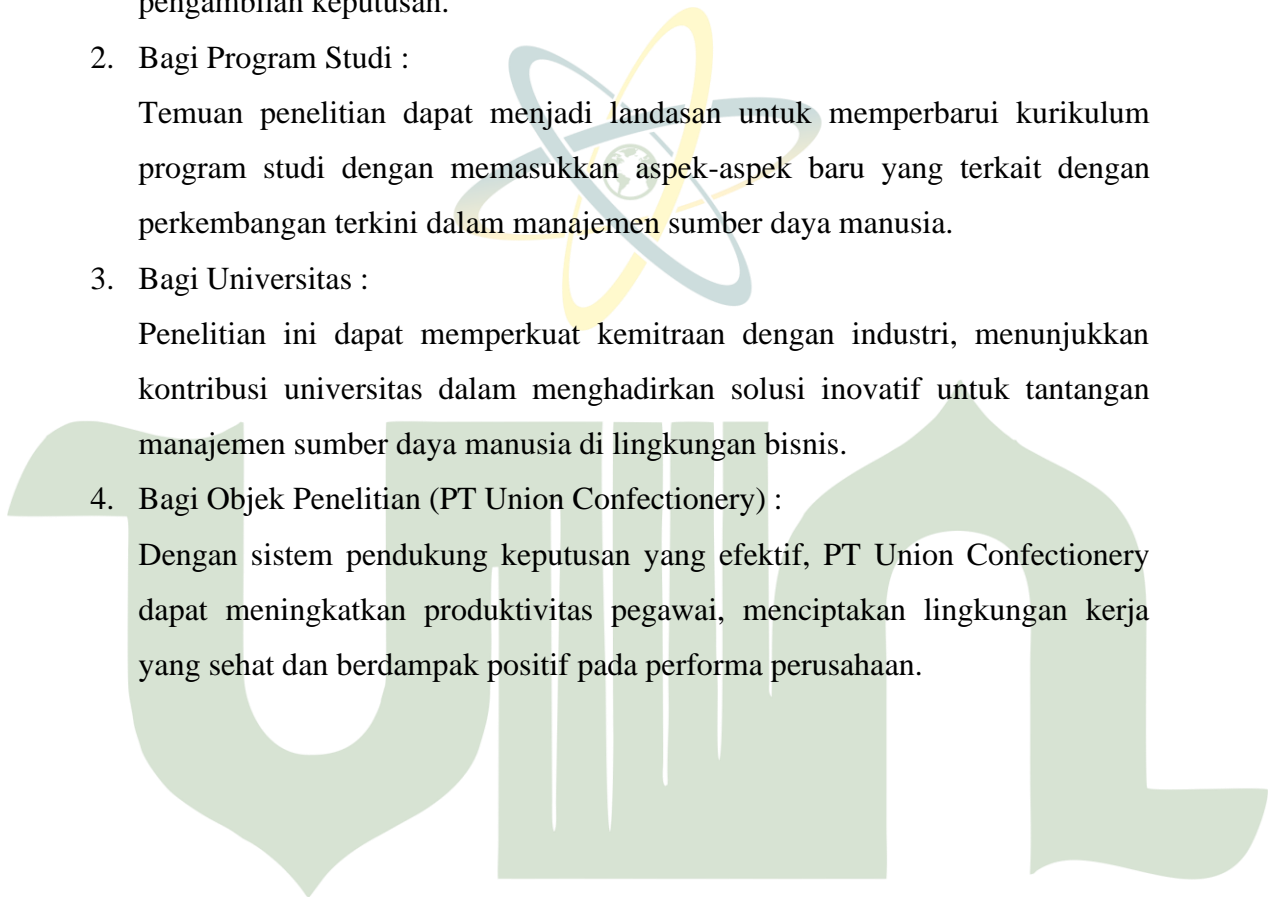 pengambilan keputusan.
2. Bagi Program Studi :
Temuan penelitian dapat menjadi landasan untuk memperbarui kurikulum
program studi dengan memasukkan aspek-aspek baru yang terkait dengan
perkembangan terkini dalam manajemen sumber daya manusia.
3. Bagi Universitas :
Penelitian ini dapat memperkuat kemitraan dengan industri, menunjukkan
kontribusi universitas dalam menghadirkan solusi inovatif untuk tantangan
manajemen sumber daya manusia di lingkungan bisnis.
4. Bagi Objek Penelitian (PT Union Confectionery) :
Dengan sistem pendukung keputusan yang efektif, PT Union Confectionery
dapat meningkatkan produktivitas pegawai, menciptakan lingkungan kerja
yang sehat dan berdampak positif pada performa perusahaan.